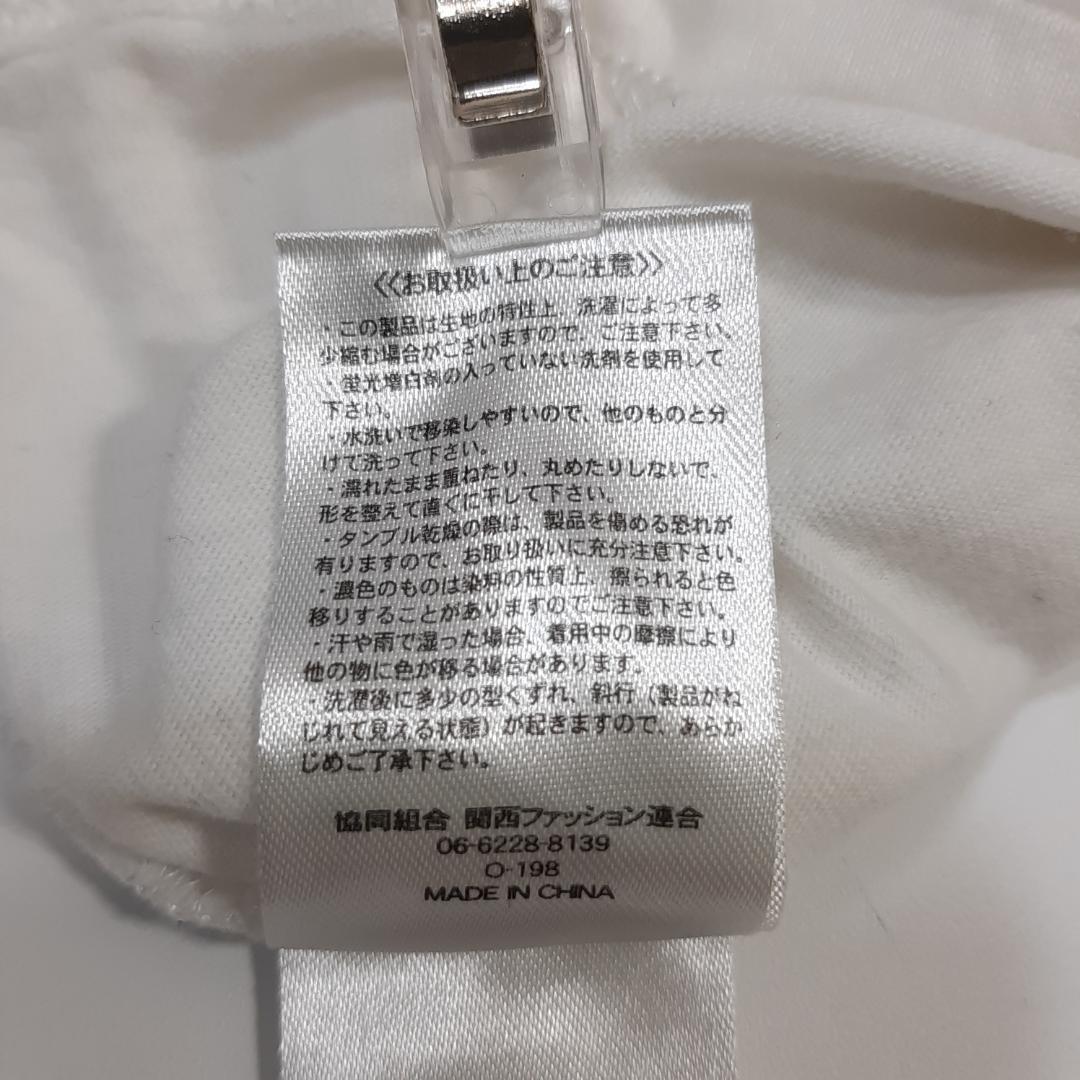 《お取扱い上のご注意》
・この製品は生地の特性上、洗濯によって多
少縮む場合がございますので、ご注意下さい。
・蛍光増白剤の入っていない洗剤を使用して
下さい。
・水洗いで移染しやすいので、他のものと分
けて洗って下さい。
・濡れたまま重ねたり、丸めたりしないで、
形を整えて直ぐに干して下さい。
・タンブル乾燥の際は、製品を傷める恐れが
有りますので、お取り扱いに充分注意下さい。
・濃色のものは染料の性質上、擦られると色
移りすることがありますのでご注意下さい。
・汗や雨で湿った場合、着用中の摩擦により
他の物に色が移る場合があります。
・洗濯後に多少の型くずれ、斜行（製品がね
じれて見える状態）が起きますので、あらか
じめご了承下さい。
協同組合 関西ファッション連合
06-6228-8139
O-198
MADE IN CHINA